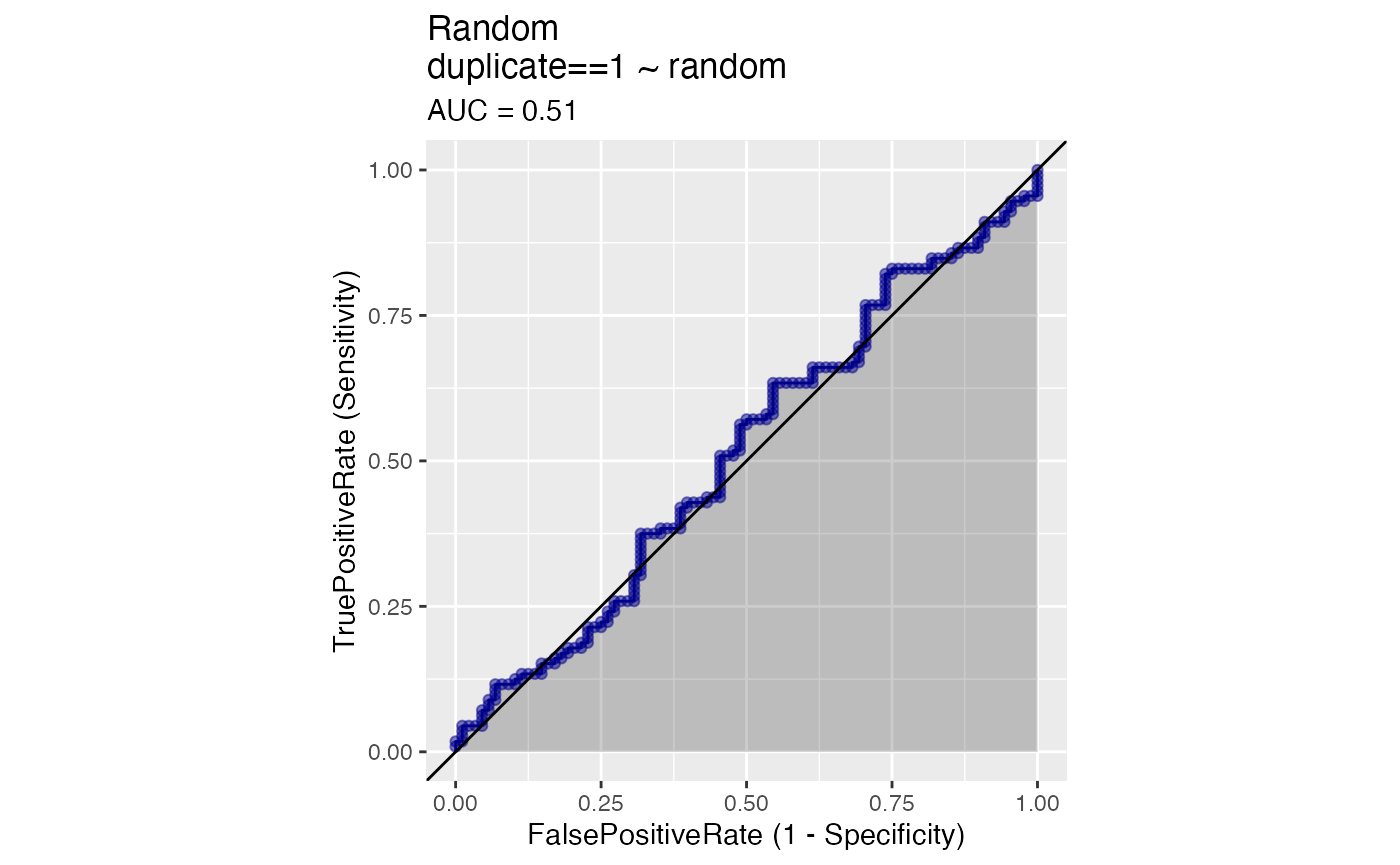 Random
duplicate==1 ~ random
AUC = 0.51
1.00
0.75
0.50
0.25
0.00
TruePositiveRate (Sensitivity)
0.00 0.25 0.50 0.75 1.00
FalsePositiveRate (1 - Specificity)